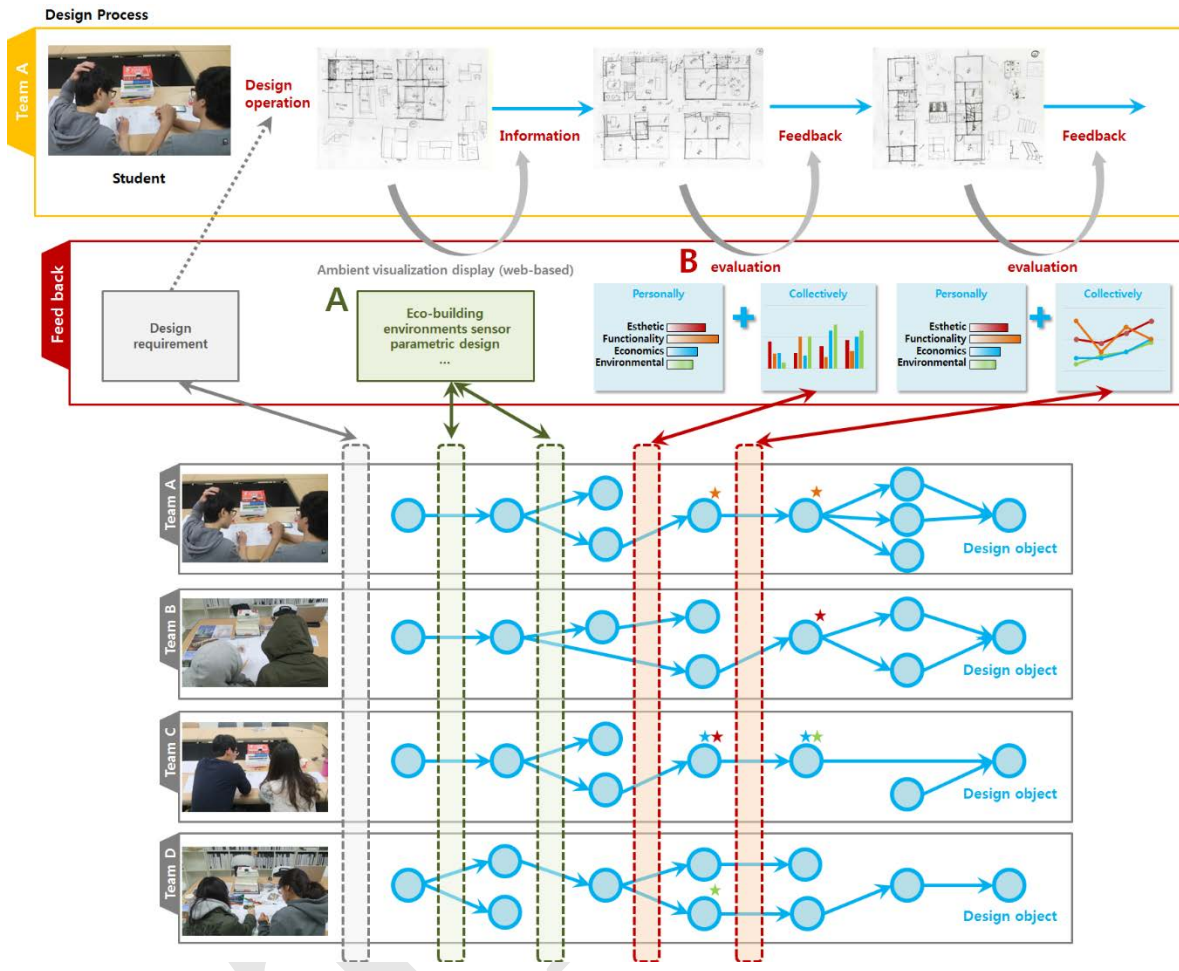 Design Process
Team A
Student
Design
operation
Information
Feedback
Feedback
Feed back
Design
requirement
Ambient visualization display (web-based)
A
Eco-building
environments sensor
parametric design
...
B
evaluation
evaluation
Personally
Esthetic
Functionality
Economics
Environmental
Collectively
Personally
Esthetic
Functionality
Economics
Environmental
Collectively
Team A
Design object
Team B
Design object
Team C
Design object
Team D
Design object